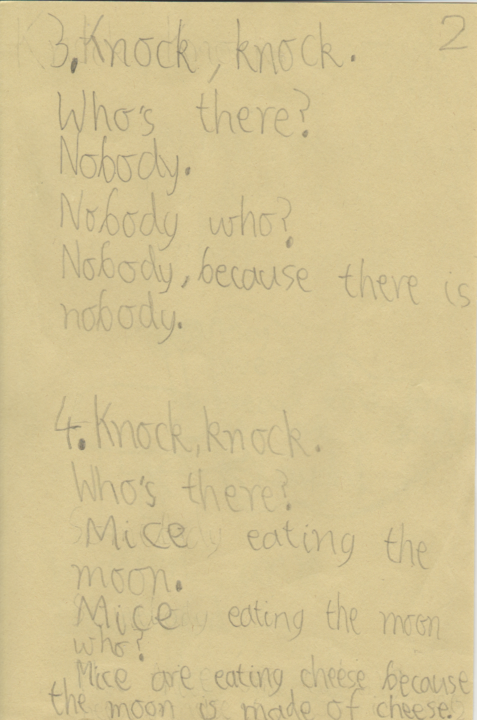 2
3. Knock, knock.
Who's there?
Nobody.
Nobody who?
Nobody, because there is
nobody.
4. Knock, knock.
Who's there?
Mice eating the
moon.
Mice eating the moon
who?
Mice are eating cheese because
the moon is made of cheese.